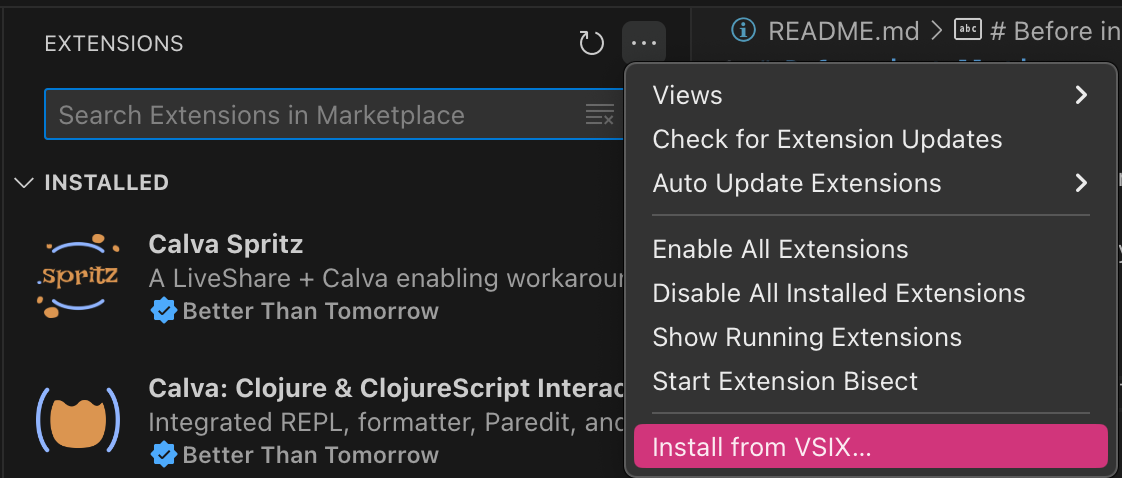 EXTENSIONS
README.md > abc # Before in
Search Extensions in Marketplace
INSTALLED
spritz
Calva Spritz
A LiveShare + Calva enabling workarou
Better Than Tomorrow
Calva: Clojure & ClojureScript Interac
Integrated REPL, formatter, Paredit, and
Better Than Tomorrow
Views
Check for Extension Updates
Auto Update Extensions
Enable All Extensions
Disable All Installed Extensions
Show Running Extensions
Start Extension Bisect
Install from VSIX...